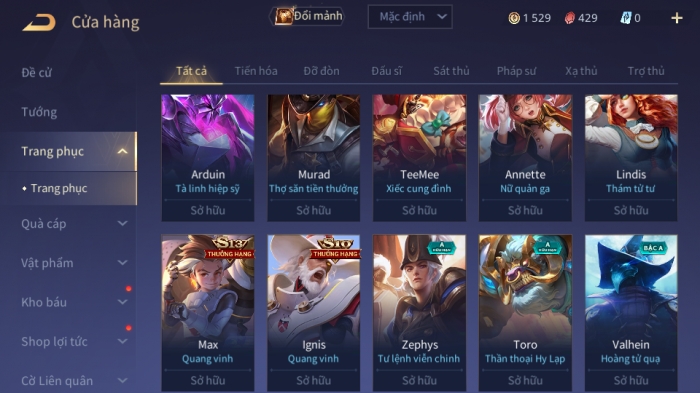 Cửa hàng
Đổi mảnh
Mặc định
1 529
429
0
Đề cử
Tướng
Trang phục
Trang phục
Quà cáp
Vật phẩm
Kho báu
Shop lợi tức
Cờ Liên quân
Tất cả Tiến hóa Đỡ đòn Đấu sĩ Sát thủ Pháp sư Xạ thủ Trợ thủ
Arduin
Tà linh hiệp sỹ
Sở hữu
Murad
Thợ săn tiền thưởng
Sở hữu
TeeMee
Xiếc cung đình
Sở hữu
Annette
Nữ quản gia
Sở hữu
Lindis
Thám tử tư
Sở hữu
THƯỞNG HẠNG
Max
Quang vinh
Sở hữu
THƯỞNG HẠNG
Ignis
Quang vinh
Sở hữu
A
Zephys
Tư lệnh viễn chinh
Sở hữu
A
Toro
Thần thoại Hy Lạp
Sở hữu
BẬC A
Valhein
Hoàng tử quạ
Sở hữu